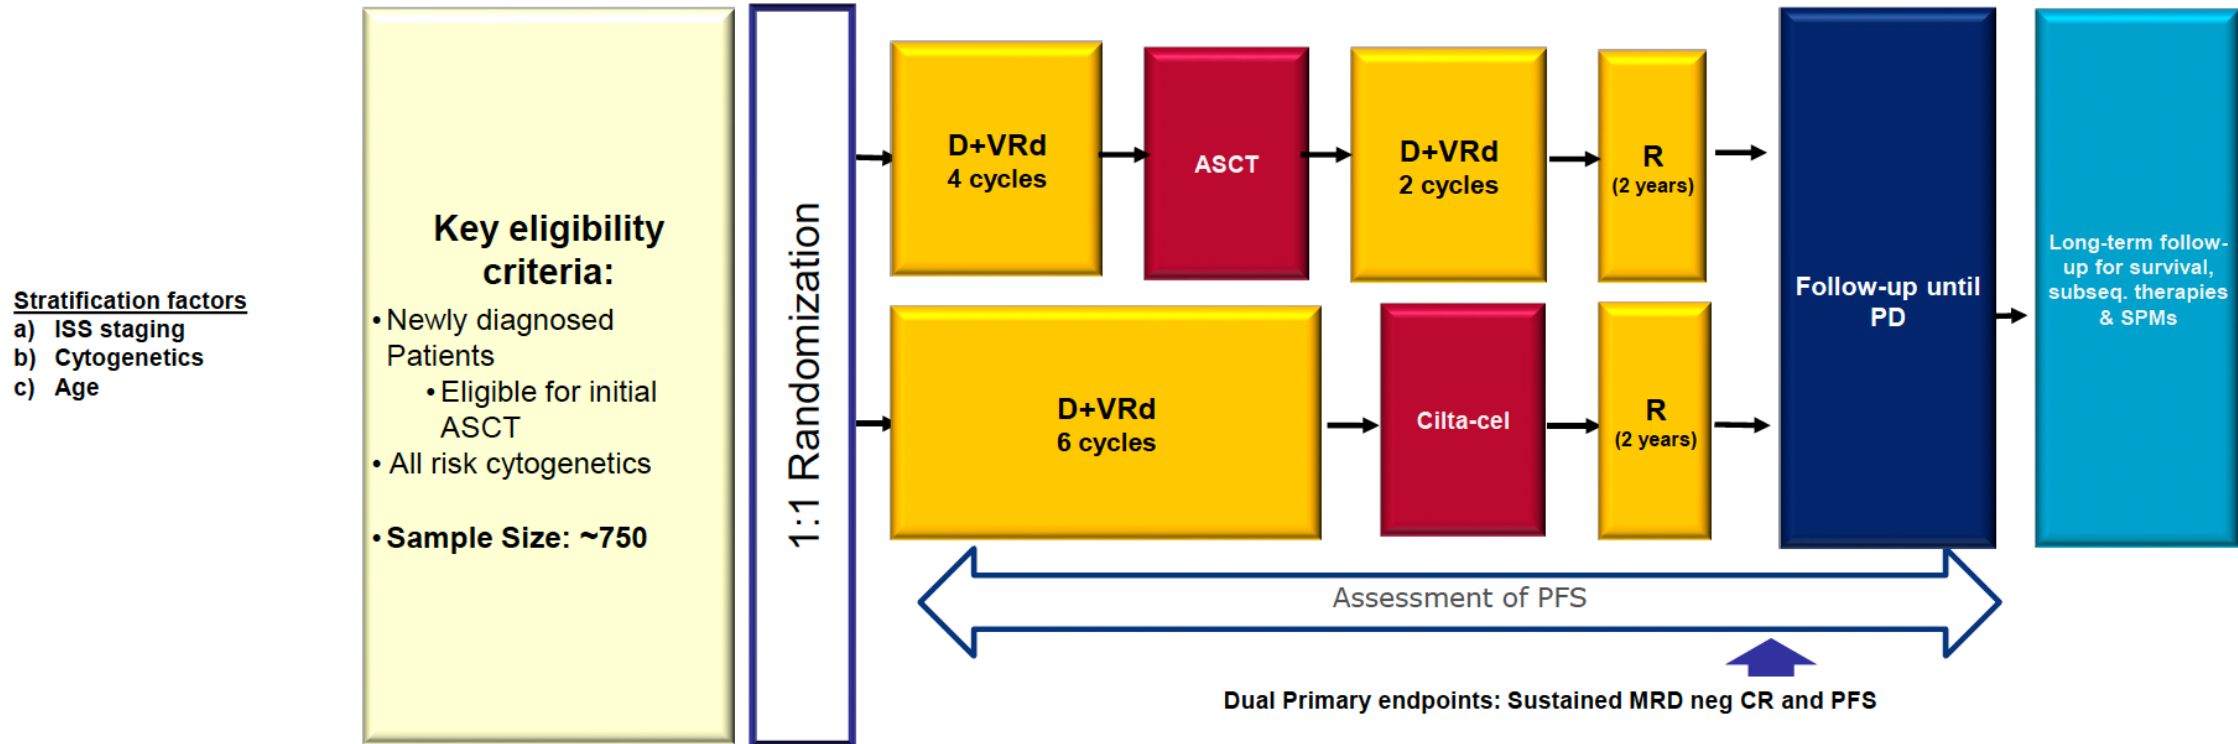 Stratification factors
a) ISS staging
b) Cytogenetics
c) Age
Key eligibility
criteria:
• Newly diagnosed
Patients
• Eligible for initial
ASCT
• All risk cytogenetics
• Sample Size: ~750
1:1 Randomization
D+VRd
4 cycles
ASCT
D+VRd
2 cycles
R
(2 years)
D+VRd
6 cycles
Cilta-cel
R
(2 years)
Follow-up until
PD
Long-term follow-
up for survival,
subseq. therapies
& SPMs
Assessment of PFS
Dual Primary endpoints: Sustained MRD neg CR and PFS